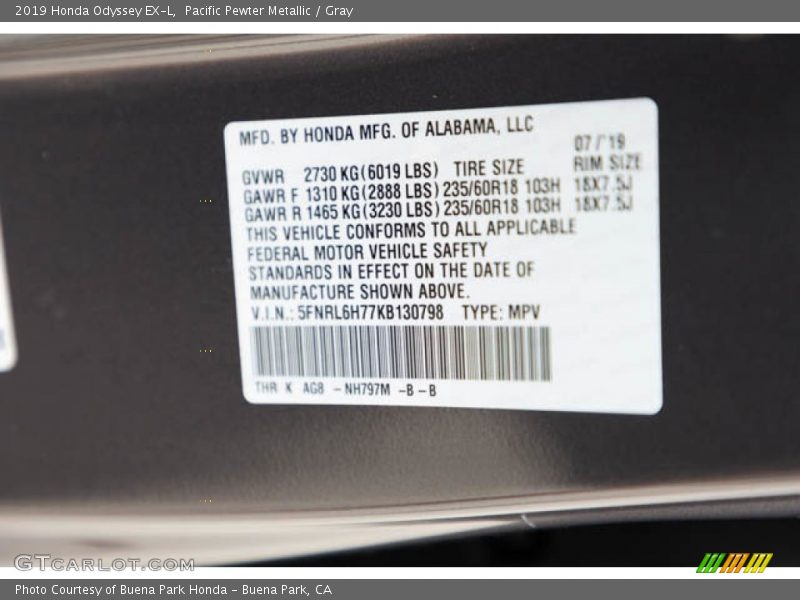 2019 Honda Odyssey EX-L, Pacific Pewter Metallic / Gray
MFD. BY HONDA MFG. OF ALABAMA, LLC
07/'19
GVWR 2730 KG(6019 LBS) TIRE SIZE RIM SIZE
GAWR F 1310 KG(2888 LBS) 235/60R18 103H 18X7.5J
GAWR R 1465 KG(3230 LBS) 235/60R18 103H 18X7.5J
THIS VEHICLE CONFORMS TO ALL APPLICABLE
FEDERAL MOTOR VEHICLE SAFETY
STANDARDS IN EFFECT ON THE DATE OF
MANUFACTURE SHOWN ABOVE.
V.I.N.: 5FNRL6H77KB130798 TYPE: MPV
THR K AG8 -NH797M -B-B
GTCARLOT.COM
Photo Courtesy of Buena Park Honda - Buena Park, CA